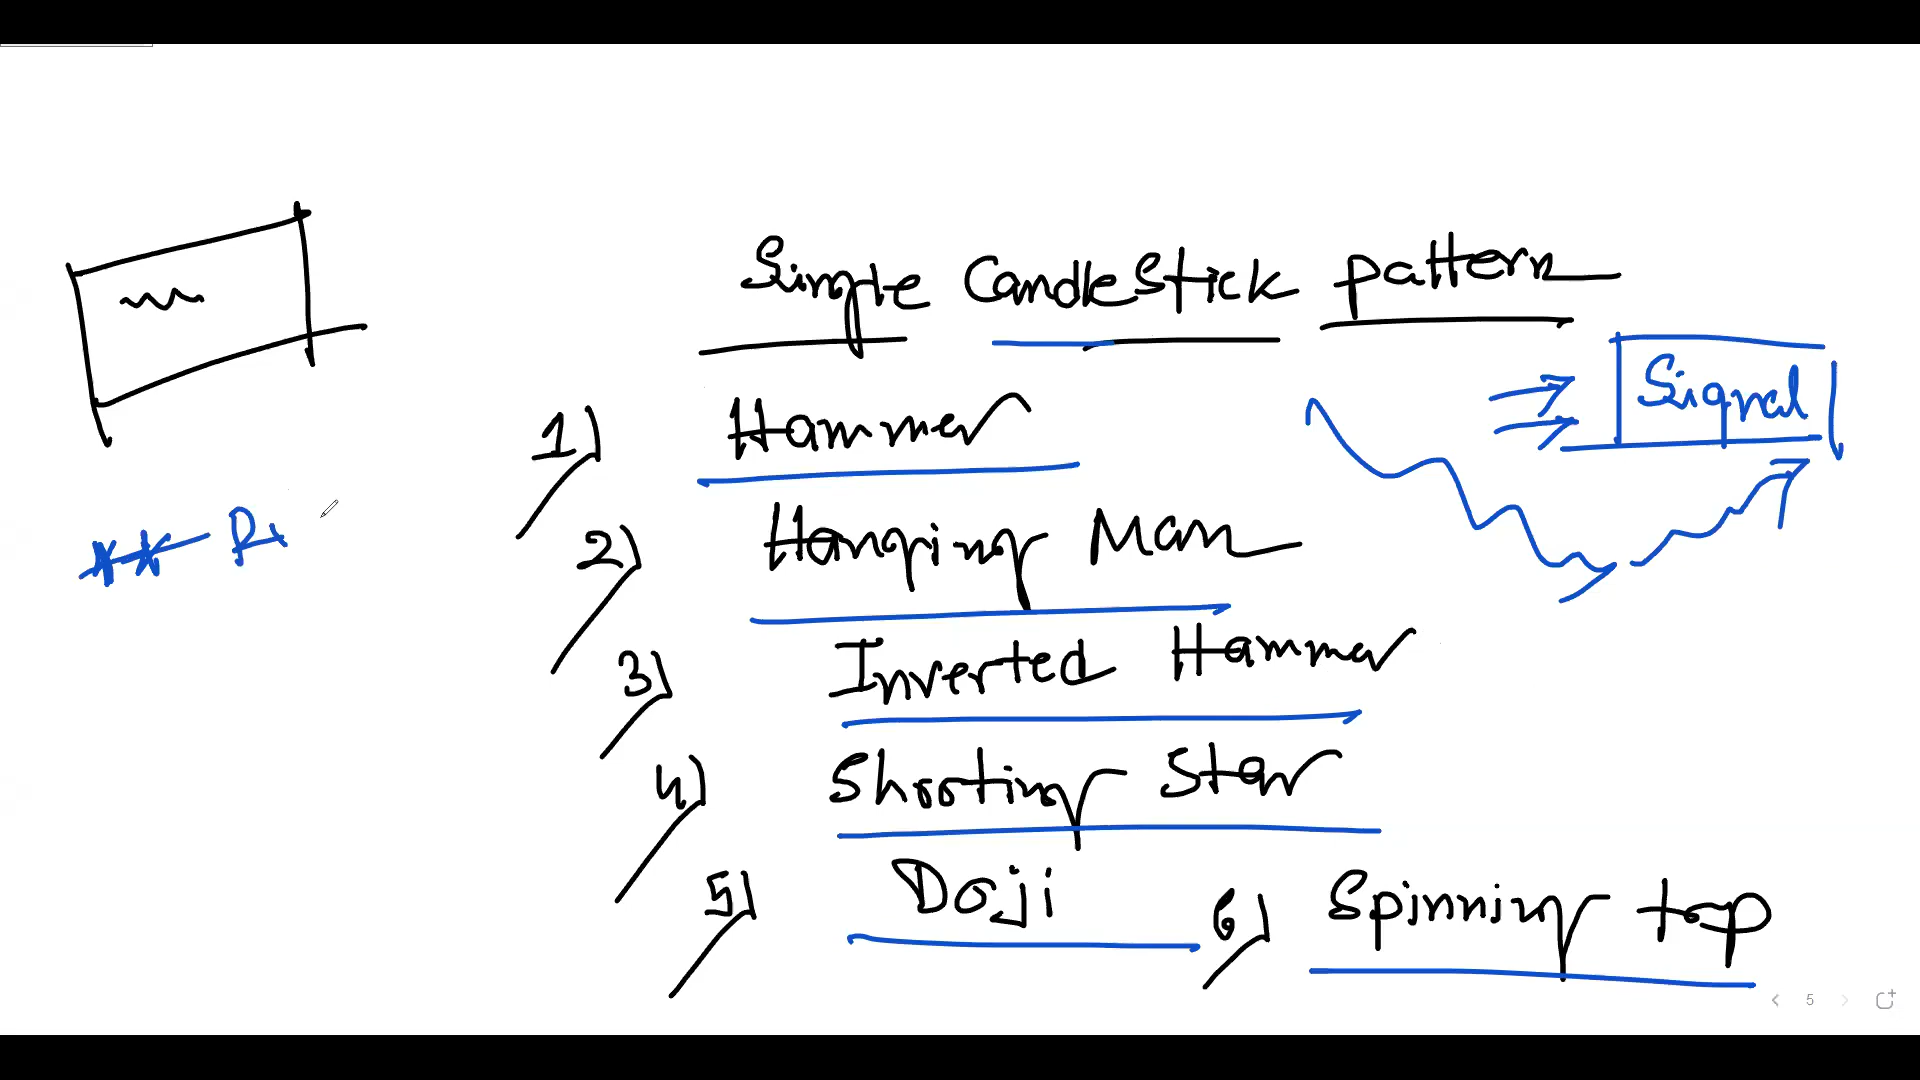 Single Candlestick pattern
Signal
1) Hammer
2) Hanging Man
3) Inverted Hammer
4) Shooting Star
5) Doji
6) Spinning top
5